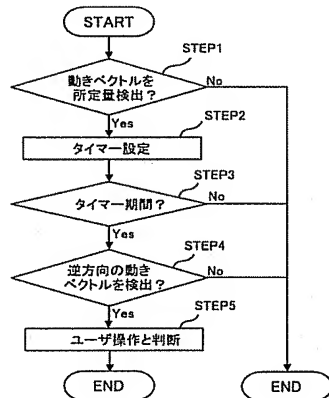 START
STEP1
動きベクトルを
所定量検出？
No
Yes
STEP2
タイマー設定
STEP3
タイマー期間？
No
Yes
STEP4
逆方向の動き
ベクトルを検出？
No
Yes
STEP5
ユーザ操作と判断
END
END